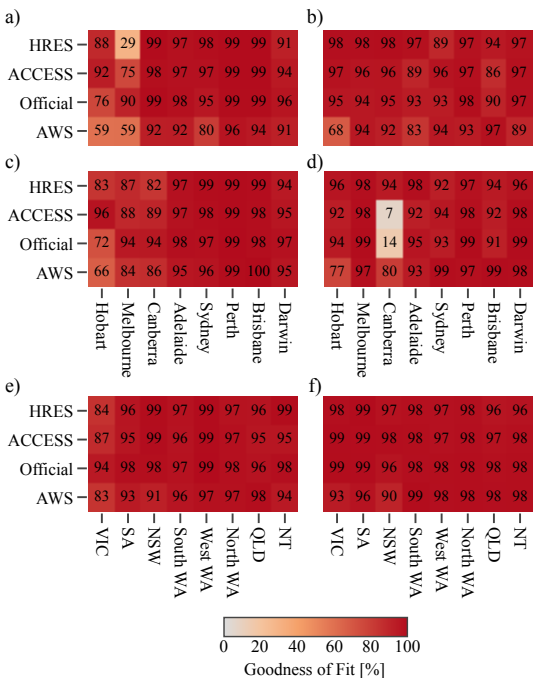 a) b)
HRES 88 29 99 97 98 99 99 91 98 98 98 97 89 97 94 97
ACCESS 92 75 98 97 97 99 99 94 97 96 96 89 96 97 86 97
Official 76 90 99 98 95 99 99 96 95 94 95 93 93 98 90 97
AWS 59 59 92 92 80 96 94 91 68 94 92 83 94 93 97 89
c) d)
HRES 83 87 82 97 99 99 98 94 96 98 94 98 92 97 94 96
ACCESS 96 88 89 97 98 99 98 95 92 98 7 92 94 98 92 98
Official 72 94 94 98 97 99 98 97 94 99 14 95 93 99 91 99
AWS 66 84 86 95 96 99 100 95 77 97 80 93 99 97 99 98
Hobart Melbourne Canberra Adelaide Sydney Perth Brisbane Darwin Hobart Melbourne Canberra Adelaide Sydney Perth Brisbane Darwin
e) f)
HRES 84 96 99 97 99 97 96 99 98 99 97 98 97 98 96 96
ACCESS 87 95 99 96 99 97 95 95 99 99 98 98 97 98 97 98
Official 94 98 98 97 99 98 96 98 99 99 96 98 98 98 98 98
AWS 83 93 91 96 97 97 98 94 93 96 90 99 98 98 98 98
VIC SA NSW South WA West WA North WA QLD NT VIC SA NSW South WA West WA North WA QLD NT
0 20 40 60 80 100
Goodness of Fit [%]